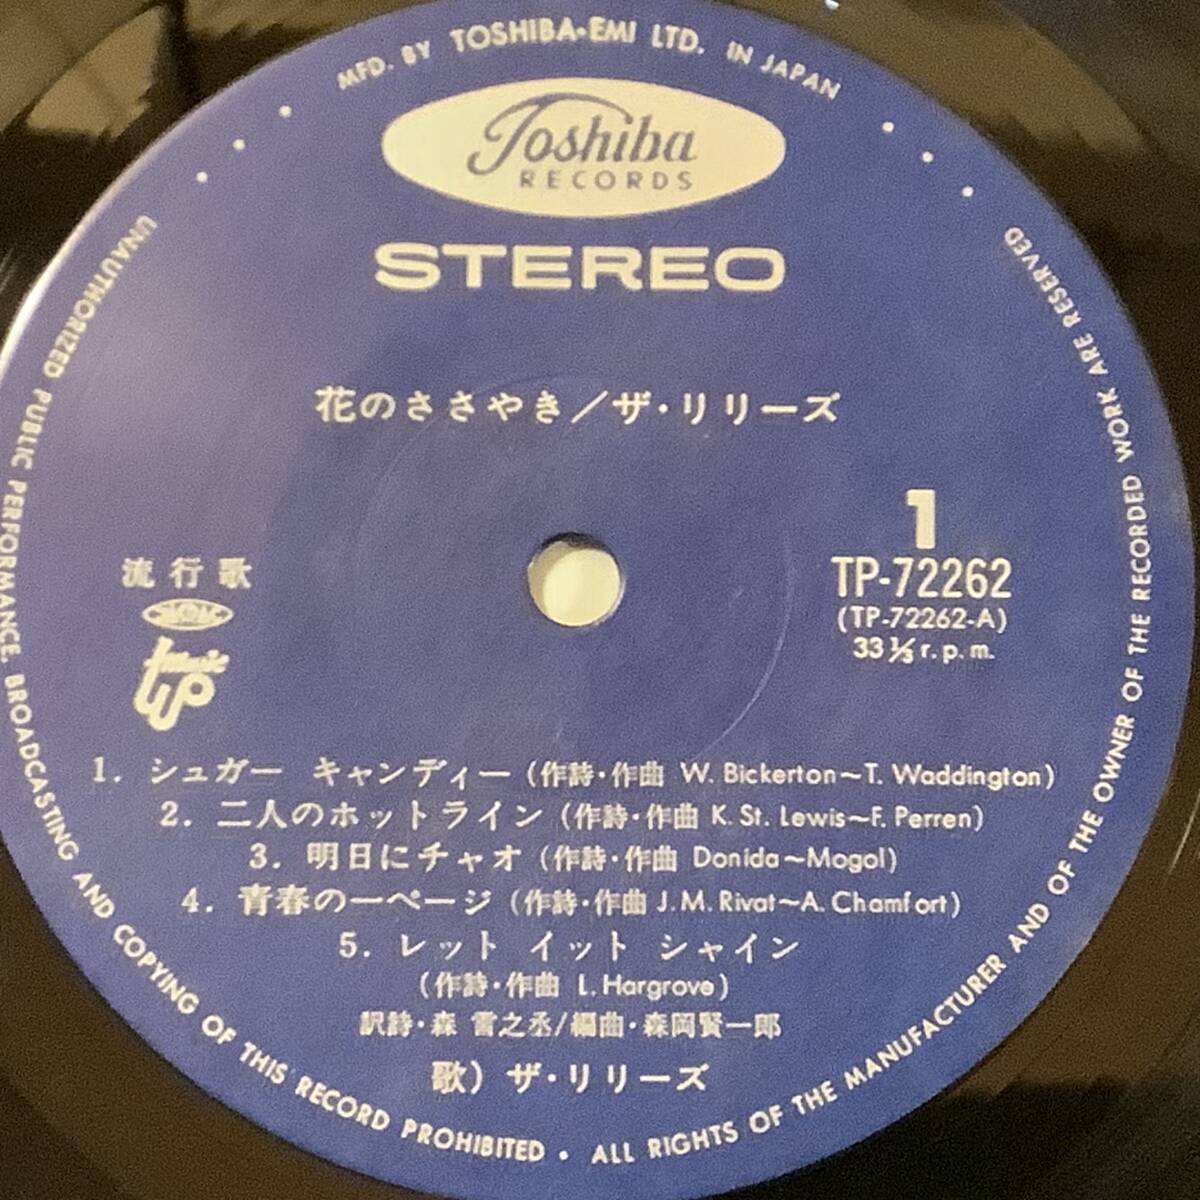 MFD. BY TOSHIBA•EMI LTD. IN JAPAN
Toshiba
RECORDS
STEREO
花のささやき／ザ・リリーズ
1
TP-72262
(TP-72262-A)
33 1/3 r.p.m.
流行歌
music
1. シュガー キャンディー (作詩・作曲 W. Bickerton～T. Waddington)
2. 二人のホットライン (作詩・作曲 K. St. Lewis～F. Perren)
3. 明日にチャオ (作詩・作曲 Donida～Mogol)
4. 青春の一ページ (作詩・作曲 J. M. Rivat～A. Chamfort)
5. レット イット シャイン
(作詩・作曲 L. Hargrove)
訳詩・森 雪之丞/編曲・森岡賢一郎
歌）ザ・リリーズ
UNAUTHORIZED PUBLIC PERFORMANCE, BROADCASTING AND COPYING OF THIS RECORD PROHIBITED • ALL RIGHTS OF THE MANUFACTURER AND OF THE OWNER OF THE RECORDED WORK ARE RESERVED